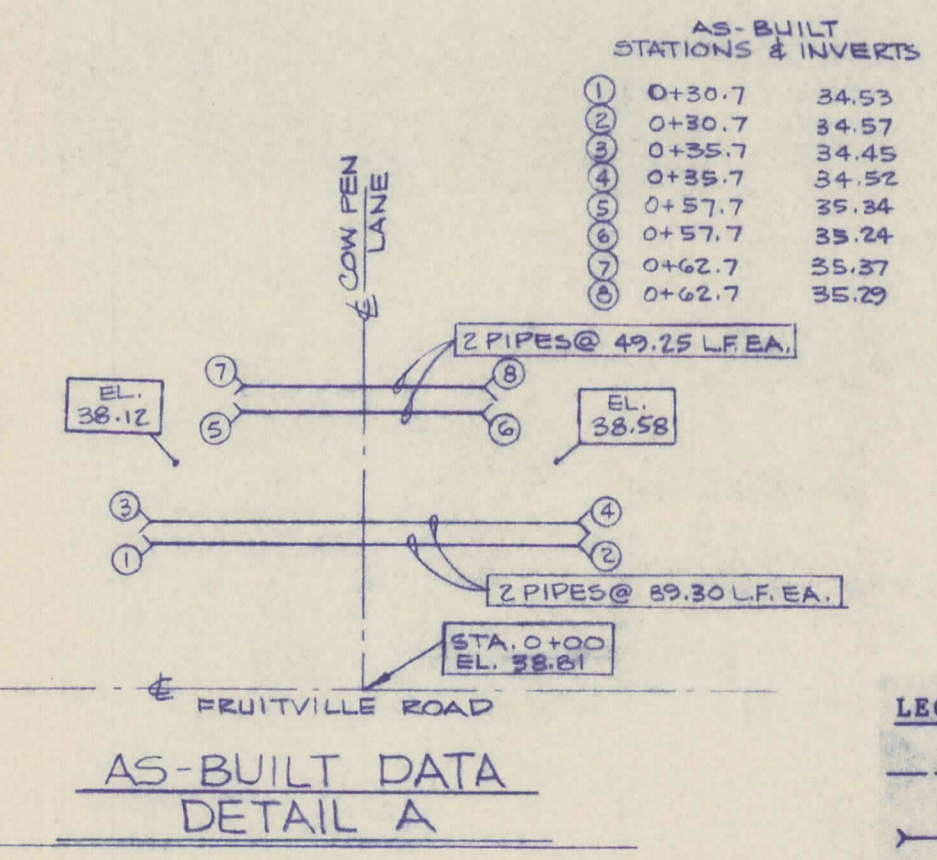 AS-BUILT
STATIONS & INVERTS
① 0+30.7 34.53
② 0+30.7 34.57
③ 0+35.7 34.45
④ 0+35.7 34.52
⑤ 0+57.7 35.34
⑥ 0+57.7 35.24
⑦ 0+62.7 35.37
⑧ 0+62.7 35.29
℄ COW PEN
LANE
2 PIPES@ 49.25 L.F. EA.
⑦
⑧
EL.
38.12
EL.
38.58
⑤
⑥
③
④
①
②
2 PIPES@ 89.30 L.F. EA.
STA. 0+00
EL. 38.81
℄
FRUITVILLE ROAD
AS-BUILT DATA
DETAIL A